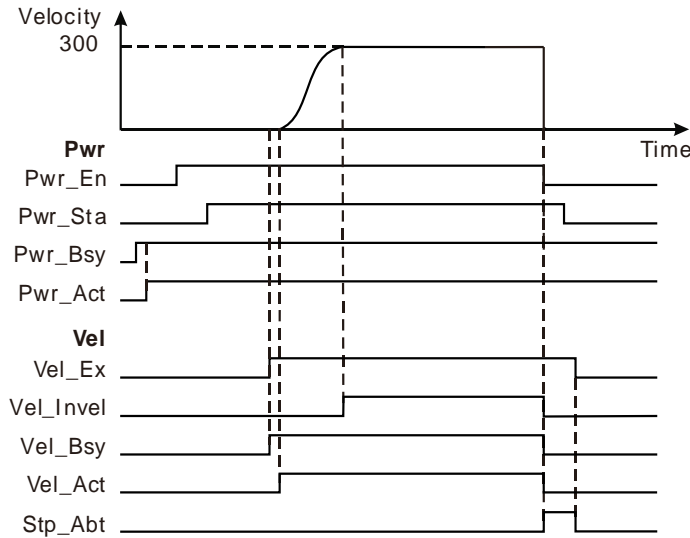 Velocity
300
Time
Pwr
Pwr_En
Pwr_Sta
Pwr_Bsy
Pwr_Act
Vel
Vel_Ex
Vel_Invel
Vel_Bsy
Vel_Act
Stp_Abt